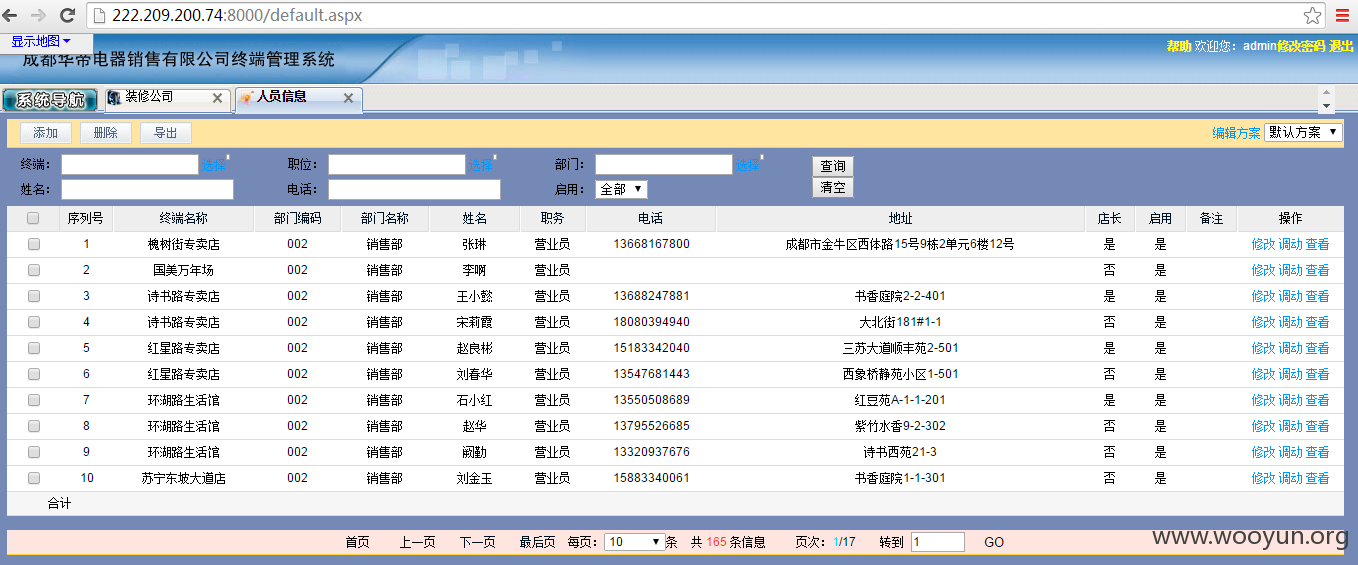 222.209.200.74:8000/default.aspx
显示地图
成都华帝电器销售有限公司终端管理系统
帮助 欢迎您：admin修改密码 退出
系统导航 装修公司 人员信息
添加 删除 导出 编辑方案 默认方案
终端： 选择 职位： 选择 部门： 选择 查询
姓名： 电话： 启用： 全部 清空
序列号 终端名称 部门编码 部门名称 姓名 职务 电话 地址 店长 启用 备注 操作
1 槐树街专卖店 002 销售部 张琳 营业员 13668167800 成都市金牛区西体路15号9栋2单元6楼12号 是 是 修改 调动 查看
2 国美万年场 002 销售部 李啊 营业员 否 是 修改 调动 查看
3 诗书路专卖店 002 销售部 王小懿 营业员 13688247881 书香庭院2-2-401 是 是 修改 调动 查看
4 诗书路专卖店 002 销售部 宋莉霞 营业员 18080394940 大北街181#1-1 否 是 修改 调动 查看
5 红星路专卖店 002 销售部 赵良彬 营业员 15183342040 三苏大道顺丰苑2-501 是 是 修改 调动 查看
6 红星路专卖店 002 销售部 刘春华 营业员 13547681443 西象桥静苑小区1-501 否 是 修改 调动 查看
7 环湖路生活馆 002 销售部 石小红 营业员 13550508689 红豆苑A-1-1-201 是 是 修改 调动 查看
8 环湖路生活馆 002 销售部 赵华 营业员 13795526685 紫竹水香9-2-302 否 是 修改 调动 查看
9 环湖路生活馆 002 销售部 阙勤 营业员 13320937676 诗书西苑21-3 否 是 修改 调动 查看
10 苏宁东坡大道店 002 销售部 刘金玉 营业员 15883340061 书香庭院1-1-301 是 是 修改 调动 查看
合计
首页 上一页 下一页 最后页 每页： 10 条 共 165 条信息 页次：1/17 转到 1 GO
www.wooyun.org